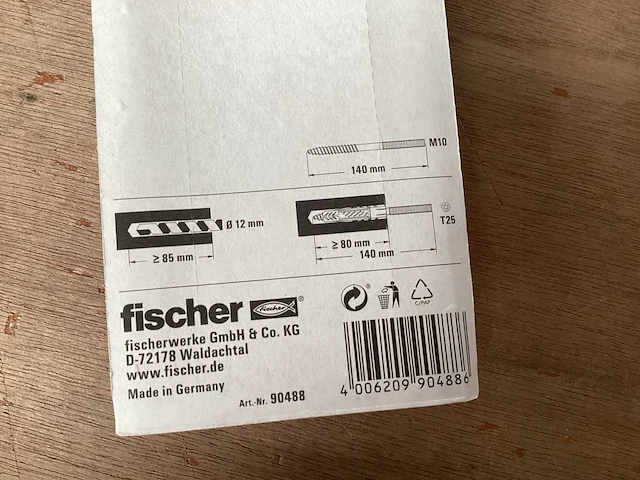 M10
140 mm
Ø 12 mm
≥ 85 mm
≥ 80 mm
140 mm
T25
fischer fischer ®
fischerwerke GmbH & Co. KG
D-72178 Waldachtal
www.fischer.de
Made in Germany
Art.-Nr. 90488
®
C/PAP
4 006209 904886